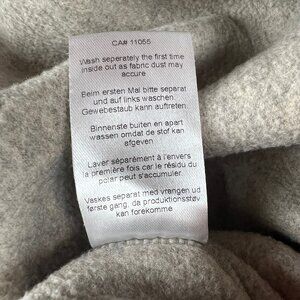 CA# 11055
Wash seperately the first time
inside out as fabric dust may
accure
Beim ersten Mal bitte separat
und auf links waschen.
Gewebestaub kann auftreten.
Binnenste buiten en apart
wassen omdat de stof kan
afgeven
Laver séparément à l'envers
la première fois car le résidu du
polar peut s'accumuler.
Vaskes separat med vrangen ud
første gang, da produktionsstøv
kan forekomme